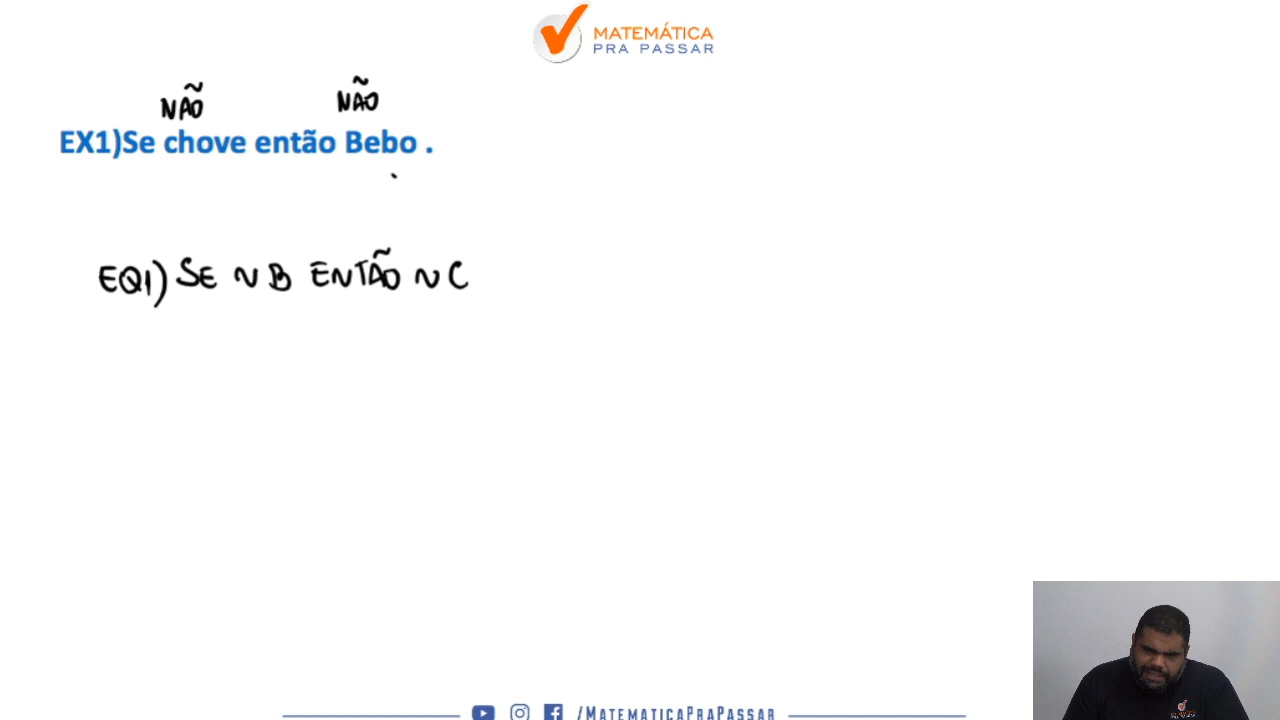 MATEMÁTICA
PRA PASSAR
NÃO NÃO
EX1)Se chove então Bebo .
EQ1) SE N B ENTÃO N C
/MATEMATICAPRAPASSAR